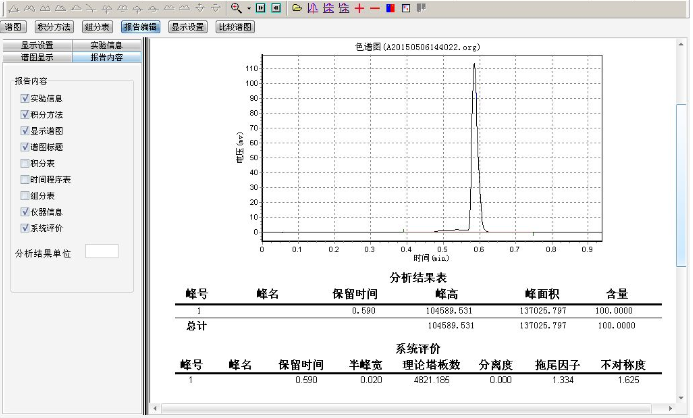 谱图 积分方法 组分表 报告编辑 显示设置 比较谱图
显示设置 实验信息
谱图显示 报告内容
报告内容
实验信息
积分方法
显示谱图
谱图标题
积分表
时间程序表
组分表
仪器信息
系统评价
分析结果单位
色谱图(A20150506144022.org)
电压(mv)
110
100
90
80
70
60
50
40
30
20
10
0
0 0.1 0.2 0.3 0.4 0.5 0.6 0.7 0.8 0.9
时间(min)
分析结果表
峰号 峰名 保留时间 峰高 峰面积 含量
1 0.590 104589.531 137025.797 100.0000
总计 104589.531 137025.797 100.0000
系统评价
峰号 峰名 保留时间 半峰宽 理论塔板数 分离度 拖尾因子 不对称度
1 0.590 0.020 4821.165 0.000 1.334 1.625